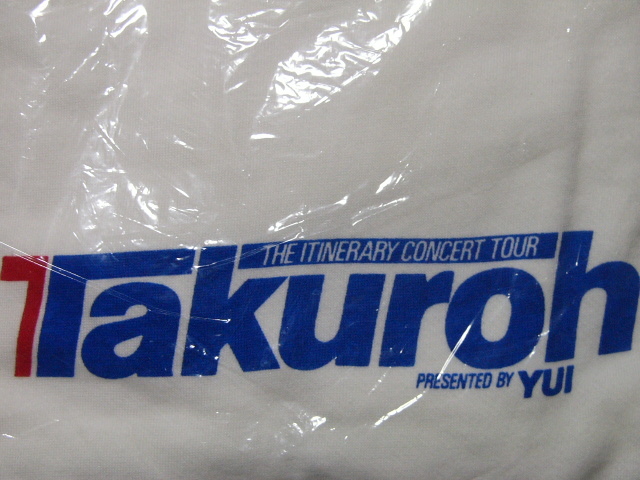 THE ITINERARY CONCERT TOUR
Takuroh
PRESENTED BY YUI